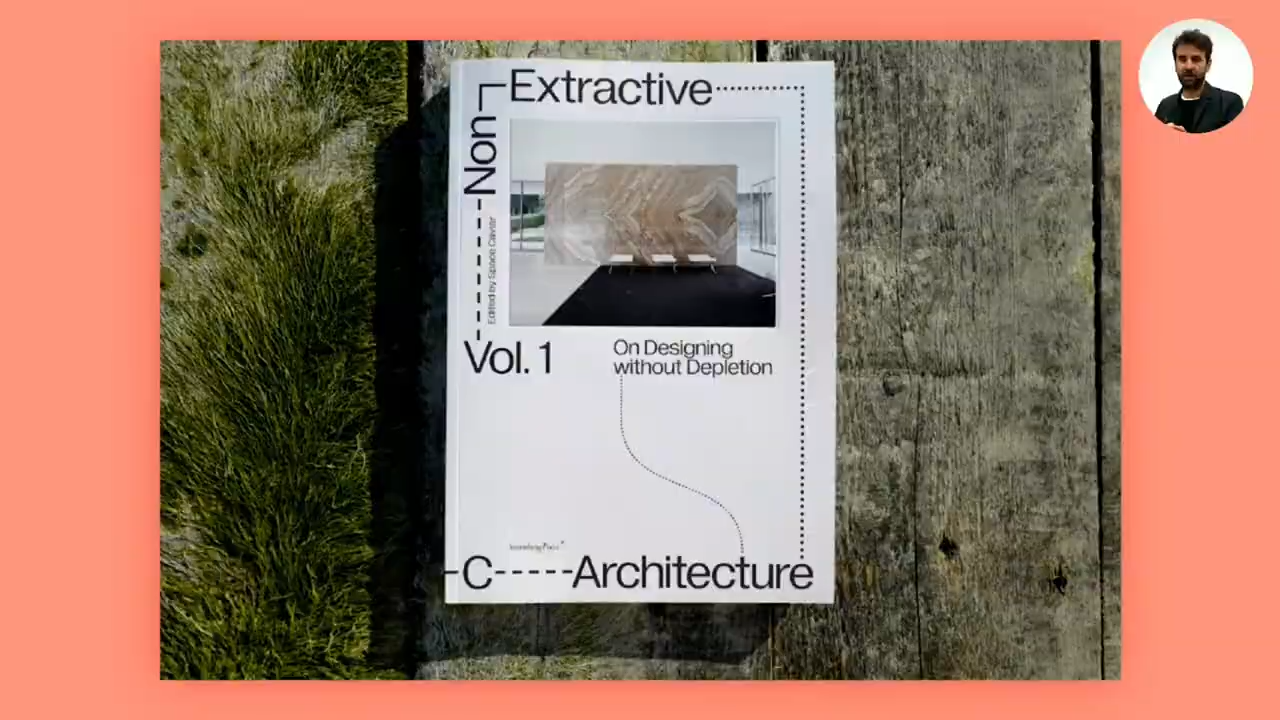 Extractive
Non
Edited by Space Caviar
Vol. 1
On Designing
without Depletion
C
Architecture